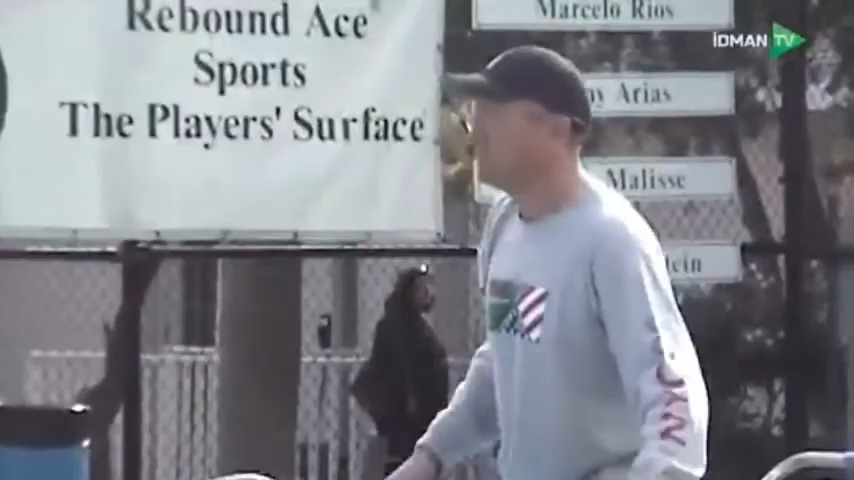 Rebound Ace
Sports
The Players' Surface
Marcelo Rios
Arias
Malisse
İDMAN TV
NYC